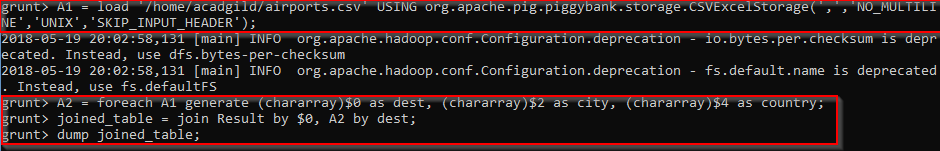 grunt> A1 = load '/home/acadgild/airports.csv' USING org.apache.pig.piggybank.storage.CSVExcelStorage(',','NO_MULTILI
NE','UNIX','SKIP_INPUT_HEADER');
2018-05-19 20:02:58,131 [main] INFO  org.apache.hadoop.conf.Configuration.deprecation - io.bytes.per.checksum is depr
ecated. Instead, use dfs.bytes-per-checksum
2018-05-19 20:02:58,131 [main] INFO  org.apache.hadoop.conf.Configuration.deprecation - fs.default.name is deprecated
. Instead, use fs.defaultFS
grunt> A2 = foreach A1 generate (chararray)$0 as dest, (chararray)$2 as city, (chararray)$4 as country;
grunt> joined_table = join Result by $0, A2 by dest;
grunt> dump joined_table;